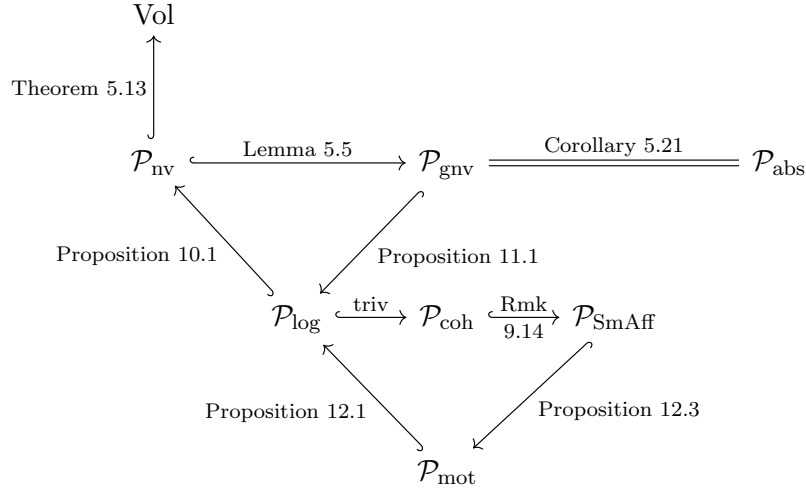 Vol
Theorem 5.13
𝒫nv Lemma 5.5 𝒫gnv Corollary 5.21 𝒫abs
Proposition 10.1 Proposition 11.1
𝒫log triv 𝒫coh Rmk 9.14 𝒫SmAff
Proposition 12.1 Proposition 12.3
𝒫mot